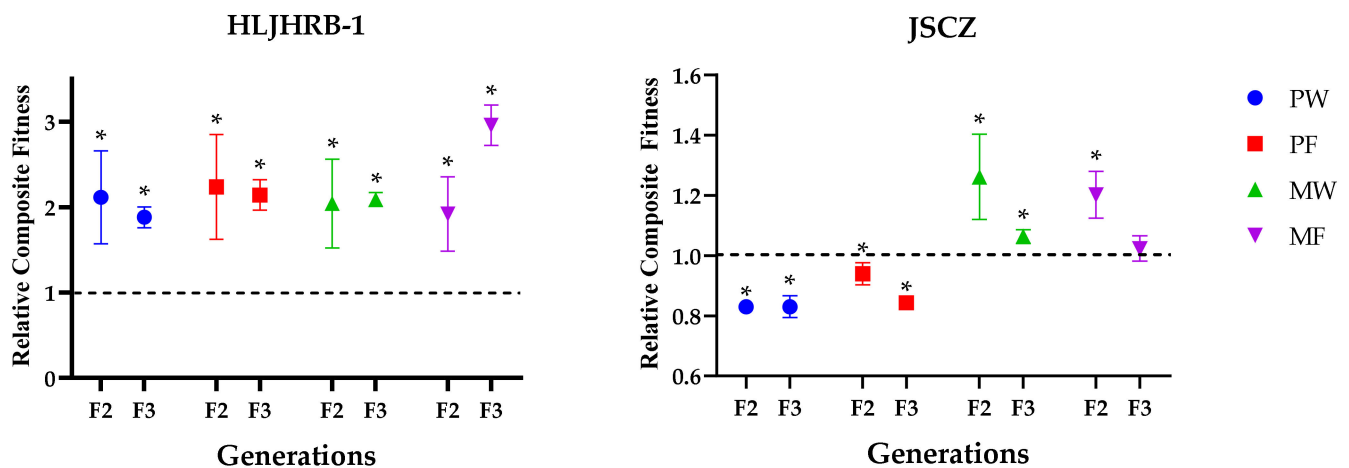 HLJHRB-1
Relative Composite Fitness
3
2
1
0
* * * * * * * *
F2 F3 F2 F3 F2 F3 F2 F3
Generations
JSCZ
Relative Composite Fitness
1.6
1.4
1.2
1.0
0.8
0.6
* * * * * * *
F2 F3 F2 F3 F2 F3 F2 F3
Generations
PW
PF
MW
MF